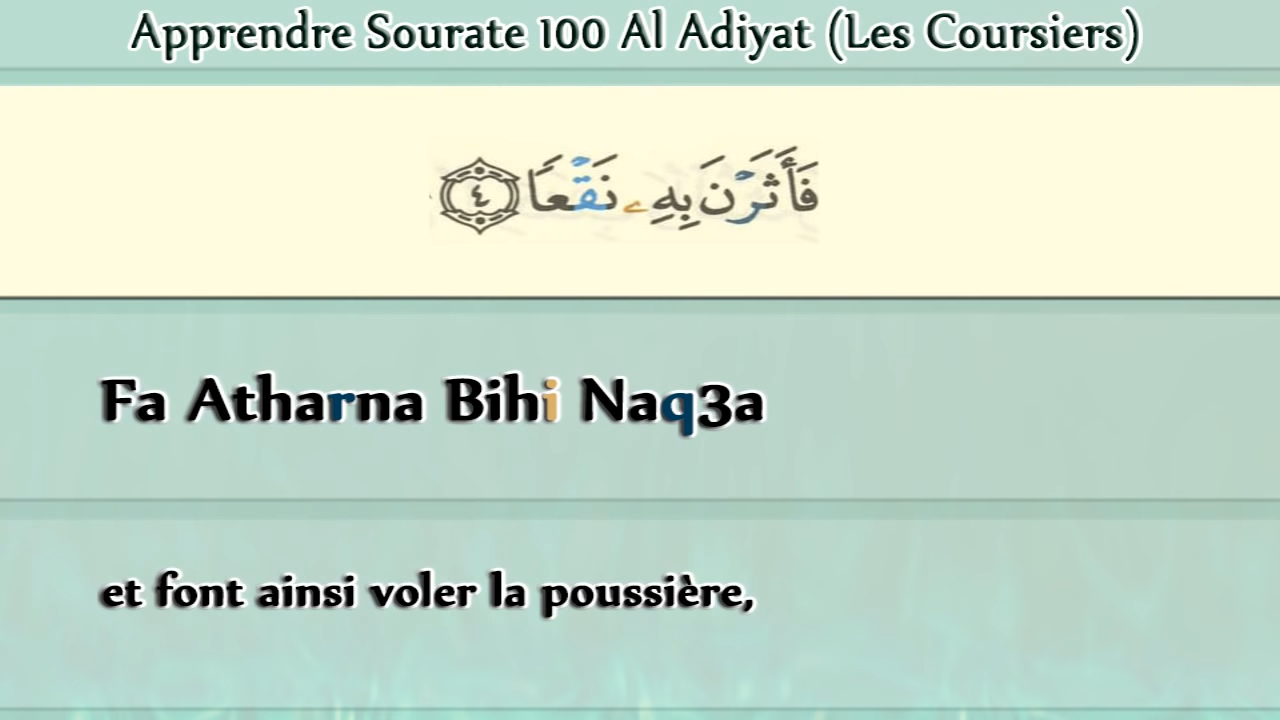 Apprendre Sourate 100 Al Adiyat (Les Coursiers)
فَأَثَرۡنَ بِهِۦ نَقۡعٗا ٤
Fa Atharna Bihi Naq3a
et font ainsi voler la poussière,